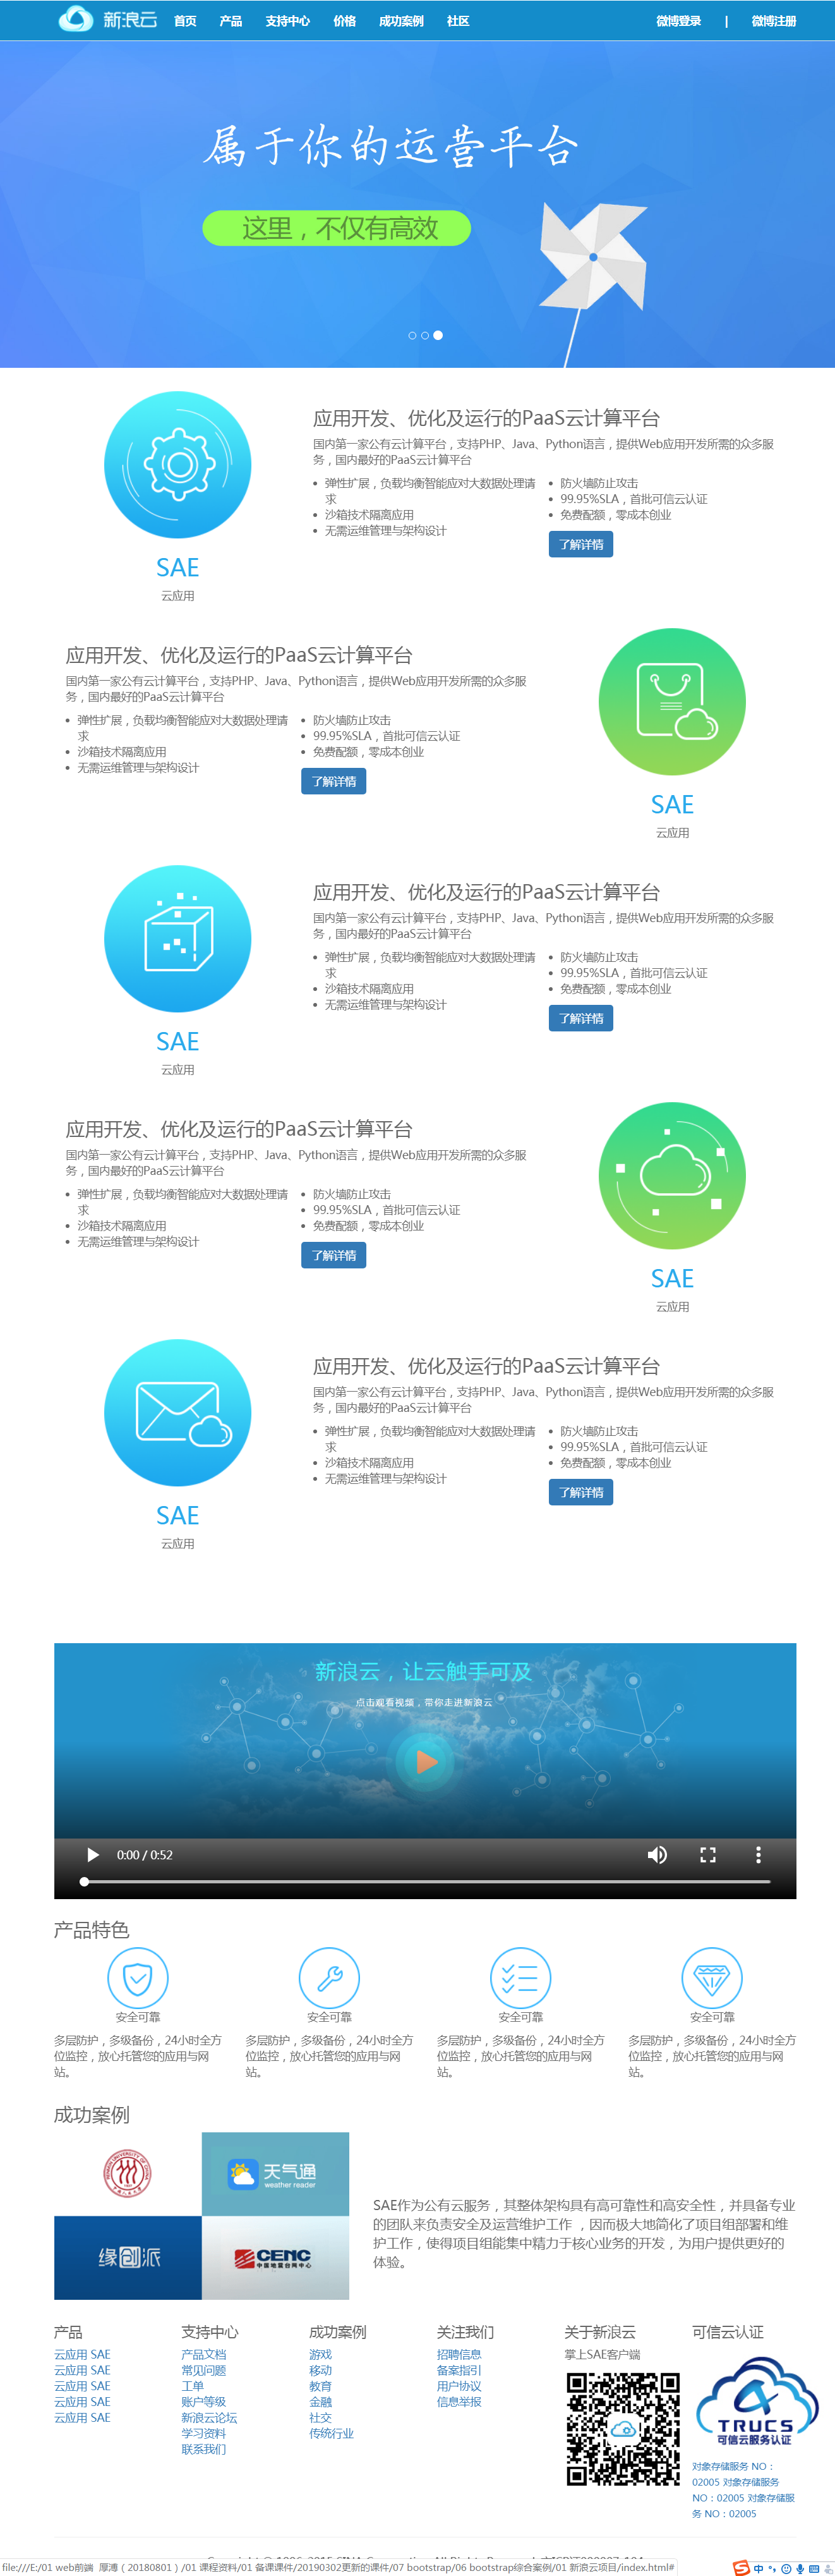 新浪云 首页 产品 支持中心 价格 成功案例 社区 微博登录 | 微博注册
属于你的运营平台
这里，不仅有高效
应用开发、优化及运行的PaaS云计算平台
国内第一家公有云计算平台，支持PHP、Java、Python语言，提供Web应用开发所需的众多服
务，国内最好的PaaS云计算平台
弹性扩展，负载均衡智能应对大数据处理请
求
沙箱技术隔离应用
无需运维管理与架构设计
防火墙防止攻击
99.95%SLA，首批可信云认证
免费配额，零成本创业
了解详情
SAE
云应用
应用开发、优化及运行的PaaS云计算平台
国内第一家公有云计算平台，支持PHP、Java、Python语言，提供Web应用开发所需的众多服
务，国内最好的PaaS云计算平台
弹性扩展，负载均衡智能应对大数据处理请
求
沙箱技术隔离应用
无需运维管理与架构设计
防火墙防止攻击
99.95%SLA，首批可信云认证
免费配额，零成本创业
了解详情
SAE
云应用
应用开发、优化及运行的PaaS云计算平台
国内第一家公有云计算平台，支持PHP、Java、Python语言，提供Web应用开发所需的众多服
务，国内最好的PaaS云计算平台
弹性扩展，负载均衡智能应对大数据处理请
求
沙箱技术隔离应用
无需运维管理与架构设计
防火墙防止攻击
99.95%SLA，首批可信云认证
免费配额，零成本创业
了解详情
SAE
云应用
应用开发、优化及运行的PaaS云计算平台
国内第一家公有云计算平台，支持PHP、Java、Python语言，提供Web应用开发所需的众多服
务，国内最好的PaaS云计算平台
弹性扩展，负载均衡智能应对大数据处理请
求
沙箱技术隔离应用
无需运维管理与架构设计
防火墙防止攻击
99.95%SLA，首批可信云认证
免费配额，零成本创业
了解详情
SAE
云应用
应用开发、优化及运行的PaaS云计算平台
国内第一家公有云计算平台，支持PHP、Java、Python语言，提供Web应用开发所需的众多服
务，国内最好的PaaS云计算平台
弹性扩展，负载均衡智能应对大数据处理请
求
沙箱技术隔离应用
无需运维管理与架构设计
防火墙防止攻击
99.95%SLA，首批可信云认证
免费配额，零成本创业
了解详情
SAE
云应用
新浪云，让云触手可及
点击观看视频，带你走进新浪云
0:00 / 0:52
产品特色
安全可靠
多层防护，多级备份，24小时全方
位监控，放心托管您的应用与网
站。
安全可靠
多层防护，多级备份，24小时全方
位监控，放心托管您的应用与网
站。
安全可靠
多层防护，多级备份，24小时全方
位监控，放心托管您的应用与网
站。
安全可靠
多层防护，多级备份，24小时全方
位监控，放心托管您的应用与网
站。
成功案例
天气通
weather reader
缘创派
CENC
中国地震台网中心
SAE作为公有云服务，其整体架构具有高可靠性和高安全性，并具备专业
的团队来负责安全及运营维护工作 ，因而极大地简化了项目组部署和维
护工作，使得项目组能集中精力于核心业务的开发，为用户提供更好的
体验。
产品
云应用 SAE
云应用 SAE
云应用 SAE
云应用 SAE
云应用 SAE
支持中心
产品文档
常见问题
工单
账户等级
新浪云论坛
学习资料
联系我们
成功案例
游戏
移动
教育
金融
社交
传统行业
关注我们
招聘信息
备案指引
用户协议
信息举报
关于新浪云
掌上SAE客户端
可信云认证
TRUCS
可信云服务认证
对象存储服务 NO：
02005 对象存储服务
NO：02005 对象存储服
务 NO：02005
file:///E:/01 web前端 厚溥（20180801）/01 课程资料/01 备课课件/20190302更新的课件/07 bootstrap/06 bootstrap综合案例/01 新浪云项目/index.html#
中